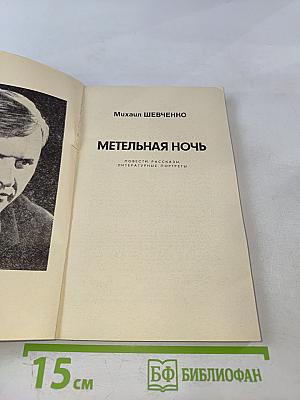 Михаил ШЕВЧЕНКО
МЕТЕЛЬНАЯ НОЧЬ
ПОВЕСТИ, РАССКАЗЫ,
ЛИТЕРАТУРНЫЕ ПОРТРЕТЫ
15 см
БФ БИБЛИОФАН